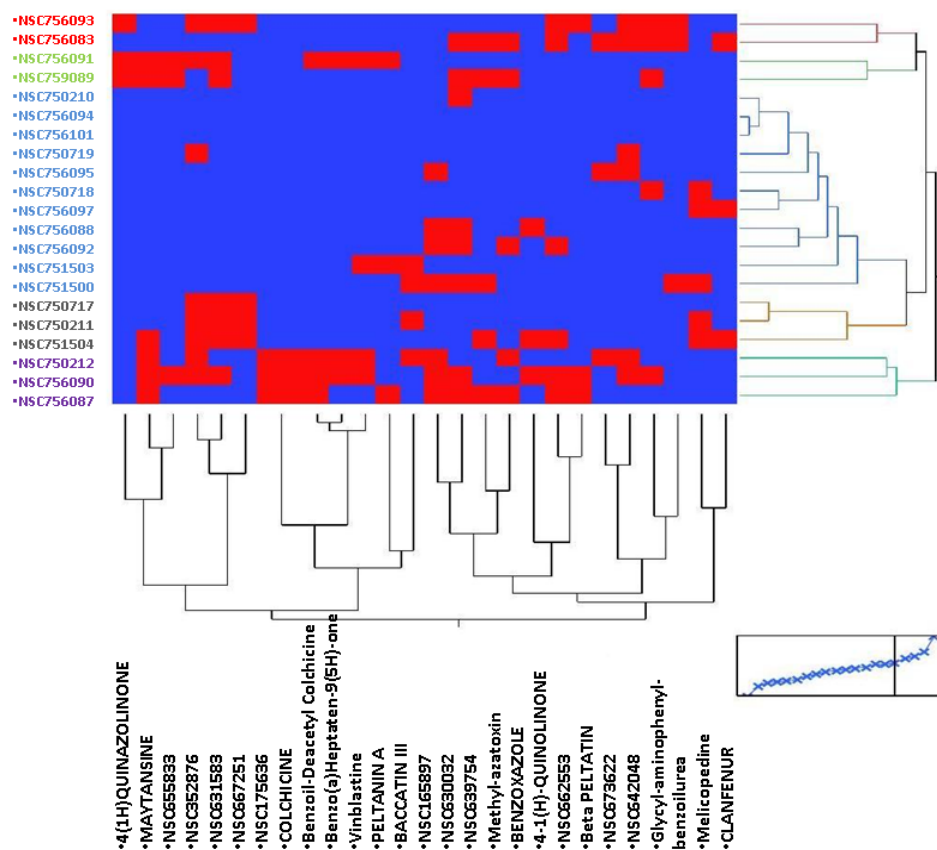 •NSC756093
•NSC756083
•NSC756091
•NSC759089
•NSC750210
•NSC756094
•NSC756101
•NSC750719
•NSC756095
•NSC750718
•NSC756097
•NSC756088
•NSC756092
•NSC751503
•NSC751500
•NSC750717
•NSC750211
•NSC751504
•NSC750212
•NSC756090
•NSC756087
•4(1H)QUINAZOLINONE
•MAYTANSINE
•NSC655833
•NSC352876
•NSC631583
•NSC667251
•NSC175636
•COLCHICINE
•Benzoil-Deacetyl Colchicine
•Benzo(a)Heptaten-9(5H)-one
•Vinblastine
•PELTANIN A
•BACCATIN III
•NSC165897
•NSC630032
•NSC639754
•Methyl-azatoxin
•BENZOXAZOLE
•4-1(H)-QUINOLINONE
•NSC662553
•Beta PELTATIN
•NSC673622
•NSC642048
•Glycyl-aminophenyl-
benzoilurea
•Melicopedine
•CLANFENUR